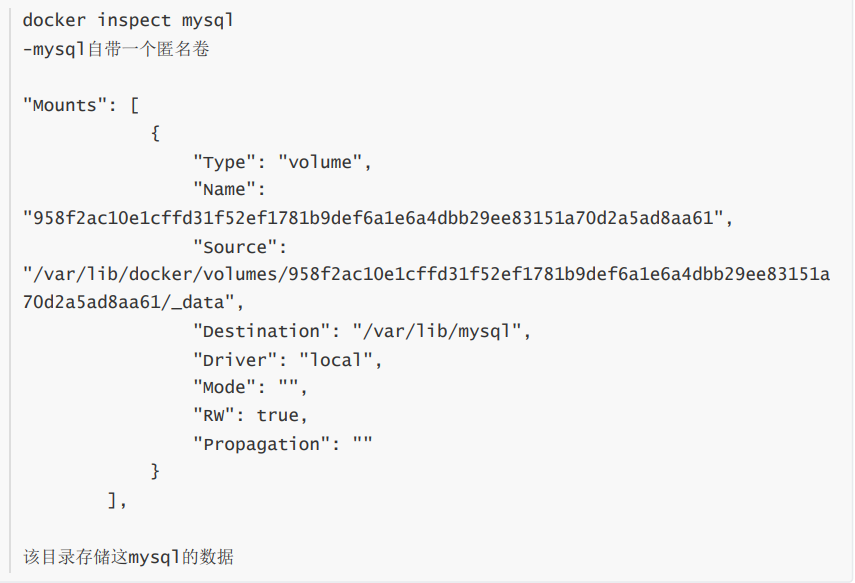 docker inspect mysql
-mysql自带一个匿名卷
"Mounts": [
{
"Type": "volume",
"Name":
"958f2ac10e1cffd31f52ef1781b9def6a1e6a4dbb29ee83151a70d2a5ad8aa61",
"Source":
"/var/lib/docker/volumes/958f2ac10e1cffd31f52ef1781b9def6a1e6a4dbb29ee83151a
70d2a5ad8aa61/_data",
"Destination": "/var/lib/mysql",
"Driver": "local",
"Mode": "",
"RW": true,
"Propagation": ""
}
],
该目录存储这mysql的数据